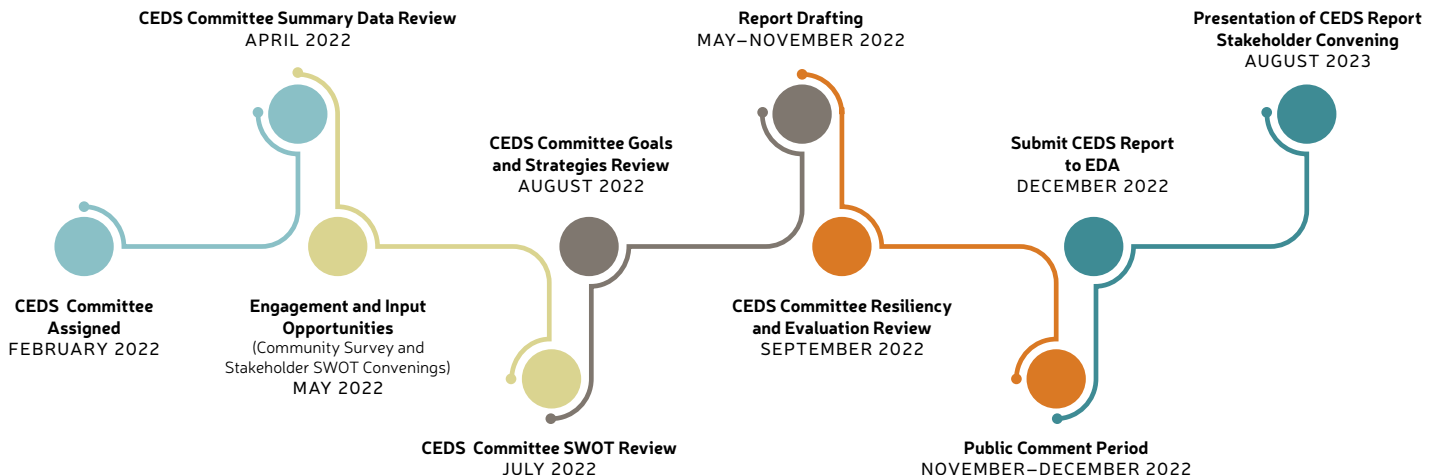 CEDS Committee Summary Data Review
APRIL 2022
Report Drafting
MAY–NOVEMBER 2022
Presentation of CEDS Report
Stakeholder Convening
AUGUST 2023
CEDS Committee Goals
and Strategies Review
AUGUST 2022
Submit CEDS Report
to EDA
DECEMBER 2022
CEDS Committee
Assigned
FEBRUARY 2022
Engagement and Input
Opportunities
(Community Survey and
Stakeholder SWOT Convenings)
MAY 2022
CEDS Committee Resiliency
and Evaluation Review
SEPTEMBER 2022
CEDS Committee SWOT Review
JULY 2022
Public Comment Period
NOVEMBER–DECEMBER 2022